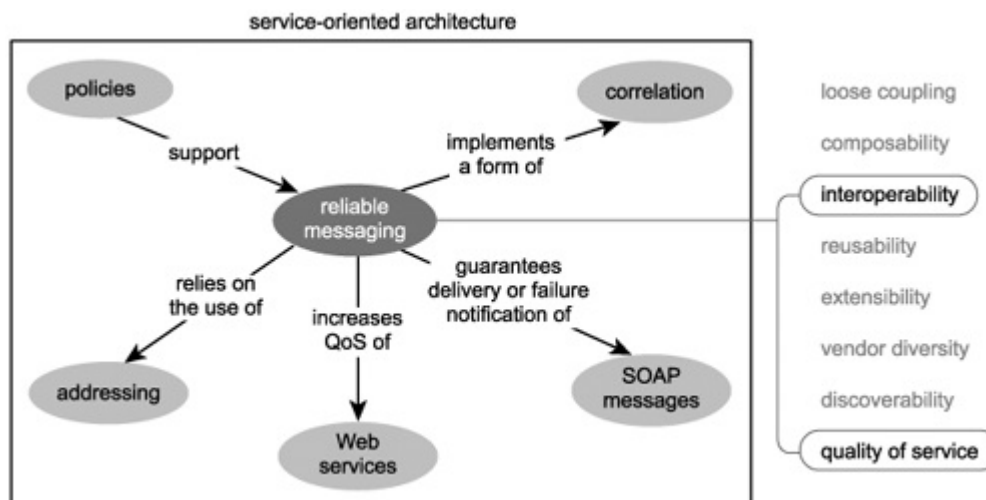 service-oriented architecture
policies
correlation
support
implements
a form of
reliable
messaging
relies on
the use of
increases
QoS of
guarantees
delivery or failure
notification of
addressing
Web
services
SOAP
messages
loose coupling
composability
interoperability
reusability
extensibility
vendor diversity
discoverability
quality of service